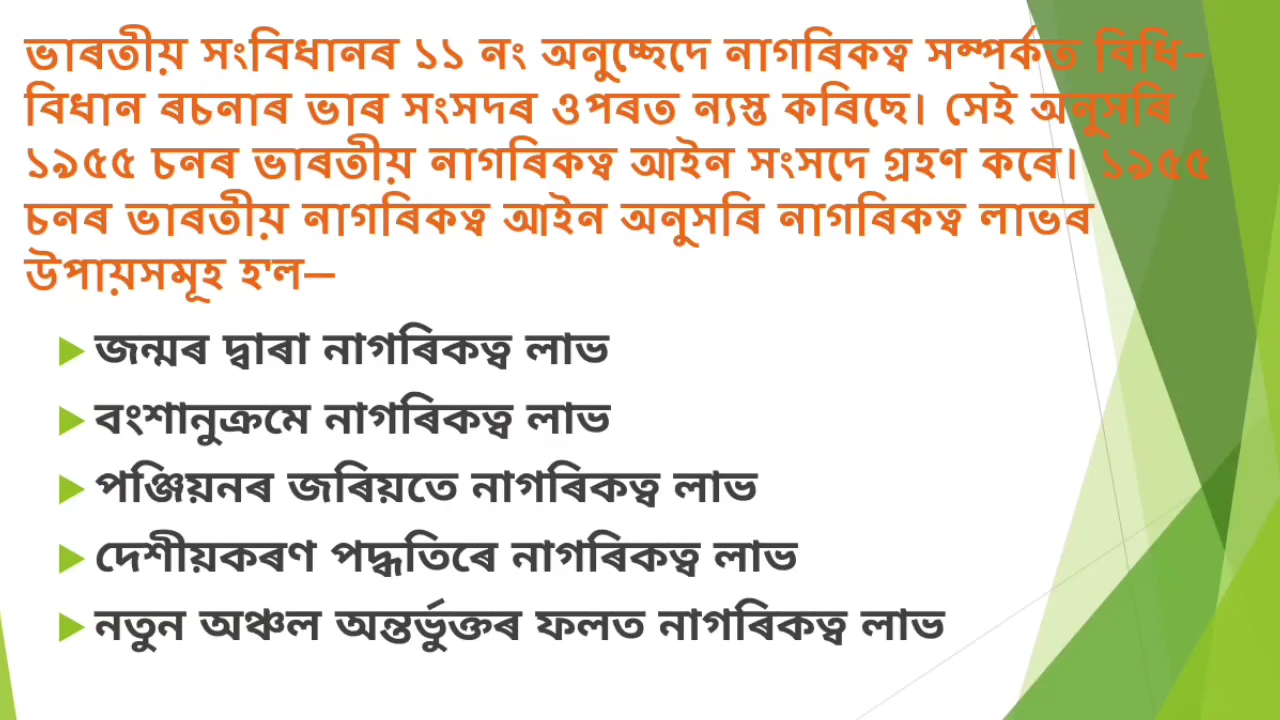 ভাৰতীয় সংবিধানৰ ১১ নং অনুচ্ছেদে নাগৰিকত্ব সম্পৰ্কত বিধি–
বিধান ৰচনাৰ ভাৰ সংসদৰ ওপৰত ন্যস্ত কৰিছে। সেই অনুসৰি
১৯৫৫ চনৰ ভাৰতীয় নাগৰিকত্ব আইন সংসদে গ্ৰহণ কৰে। ১৯৫৫
চনৰ ভাৰতীয় নাগৰিকত্ব আইন অনুসৰি নাগৰিকত্ব লাভৰ
উপায়সমূহ হ'ল—
জন্মৰ দ্বাৰা নাগৰিকত্ব লাভ
বংশানুক্ৰমে নাগৰিকত্ব লাভ
পঞ্জিয়নৰ জৰিয়তে নাগৰিকত্ব লাভ
দেশীয়কৰণ পদ্ধতিৰে নাগৰিকত্ব লাভ
নতুন অঞ্চল অন্তৰ্ভুক্তৰ ফলত নাগৰিকত্ব লাভ